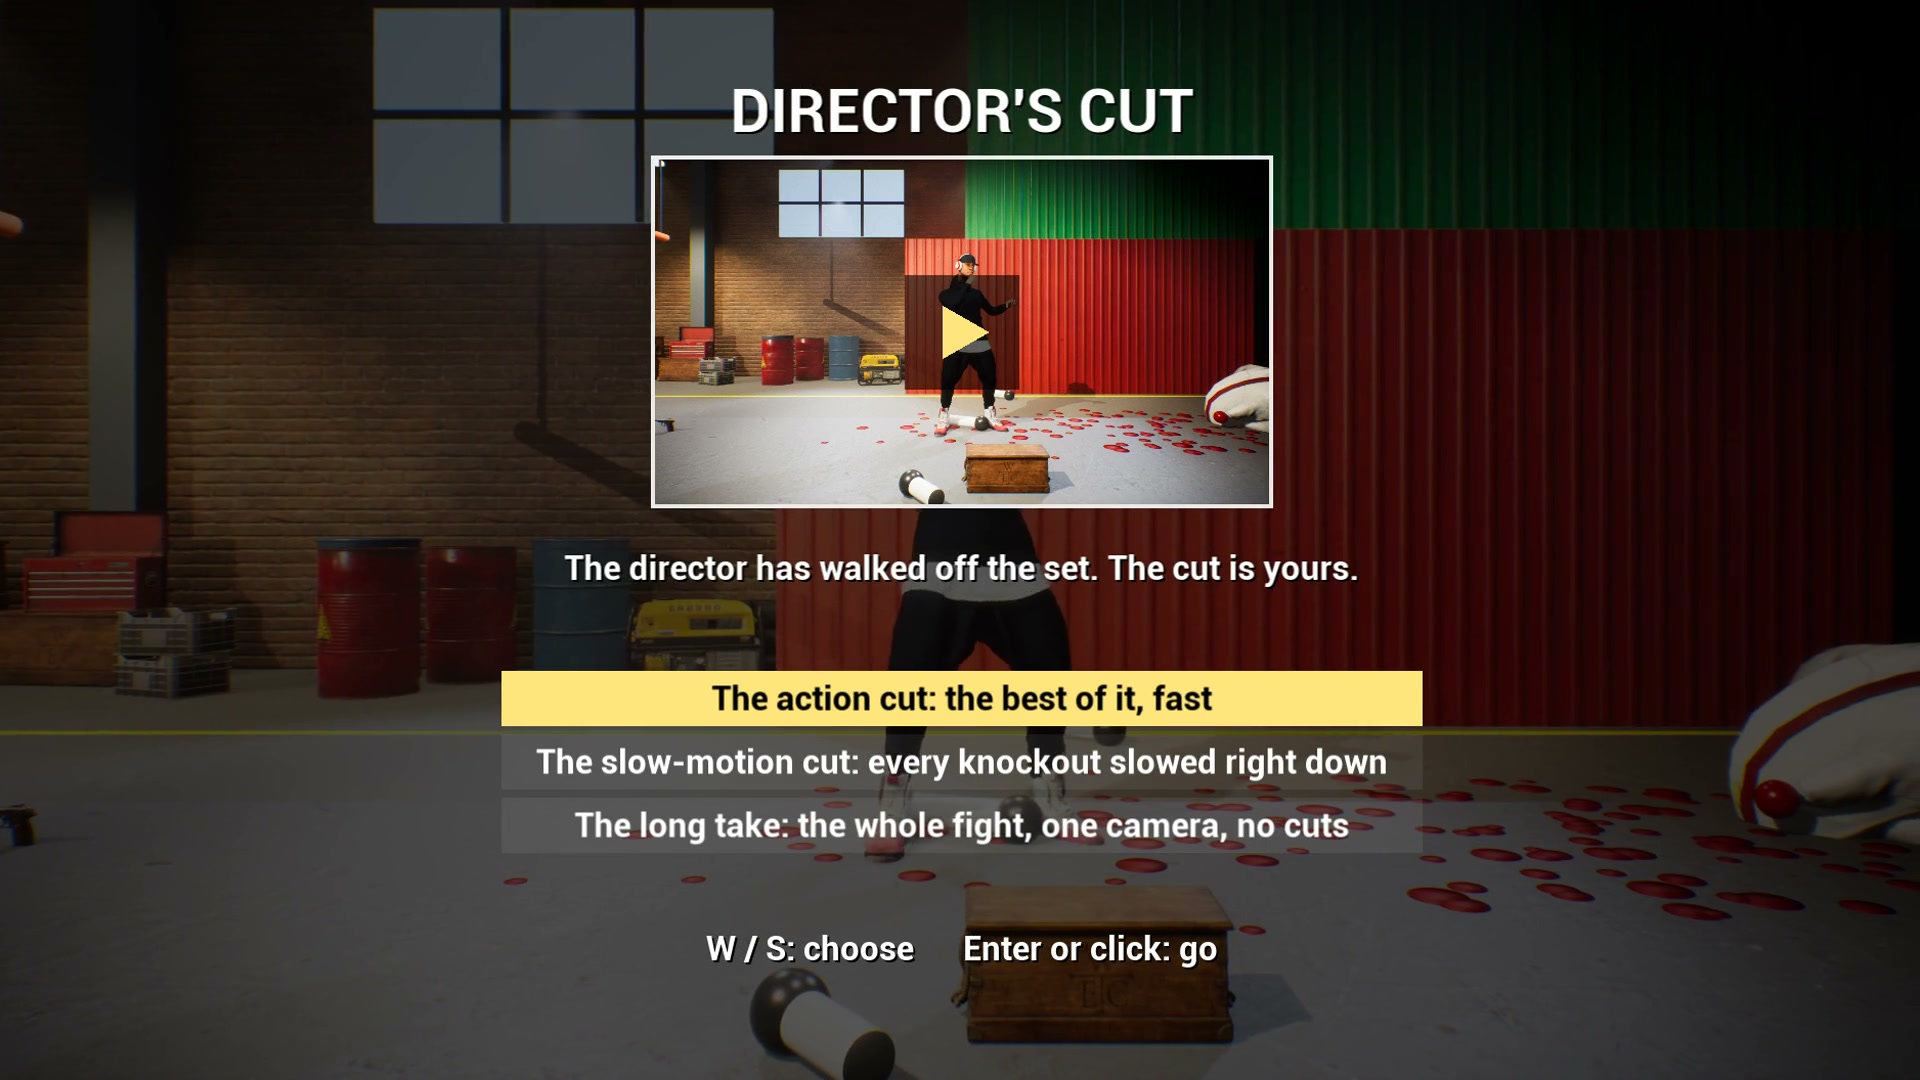 DIRECTOR'S CUT
The director has walked off the set. The cut is yours.
The action cut: the best of it, fast
The slow-motion cut: every knockout slowed right down
The long take: the whole fight, one camera, no cuts
W / S: choose Enter or click: go